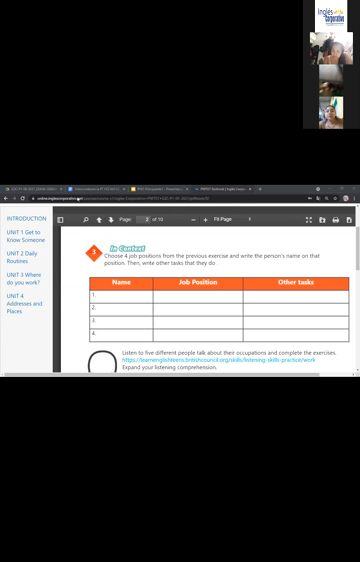 Inglés
corporativo
Page: 2 of 10
Fit Page
INTRODUCTION
UNIT 1 Get to
Know Someone
UNIT 2 Daily
Routines
UNIT 3 Where
do you work?
UNIT 4
Addresses and
Places
3
In Context
Choose 4 job positions from the previous exercise and write the person's name on that
position. Then, write other tasks that they do .
Name Job Position Other tasks
1.
2.
3.
4.
Listen to five different people talk about their occupations and complete the exercises.
https://learnenglishteens.britishcouncil.org/skills/listening-skills-practice/work
Expand your listening comprehension.